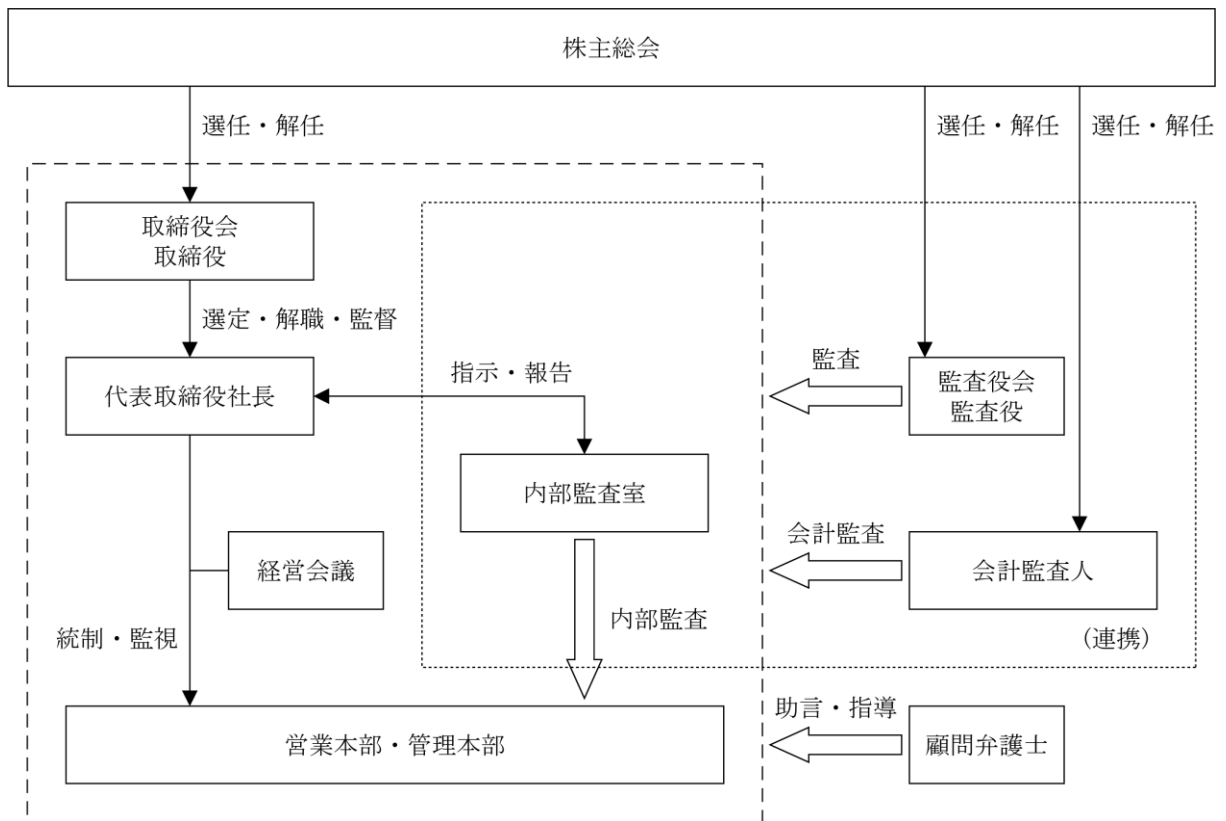 株主総会
選任・解任
選任・解任
選任・解任
取締役会
取締役
選定・解職・監督
代表取締役社長
指示・報告
監査
監査役会
監査役
内部監査室
経営会議
会計監査
会計監査人
内部監査
統制・監視
(連携)
営業本部・管理本部
助言・指導
顧問弁護士